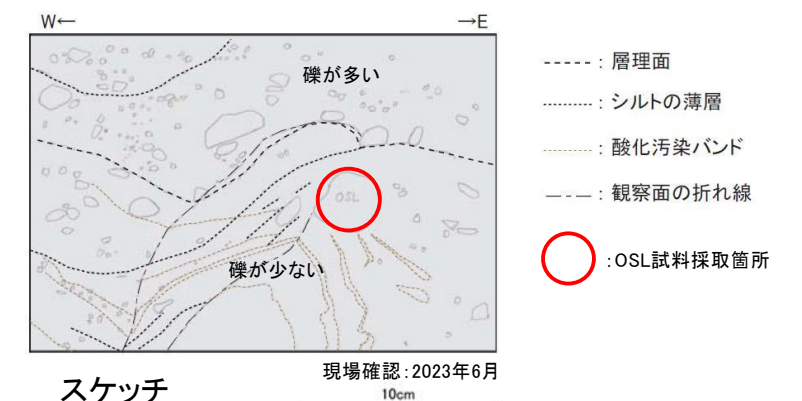 W←
→E
礫が多い
OSL
礫が少ない
-----：層理面
………：シルトの薄層
………：酸化汚染バンド
—-—：観察面の折れ線
:OSL試料採取箇所
現場確認：2023年6月
スケッチ
10cm